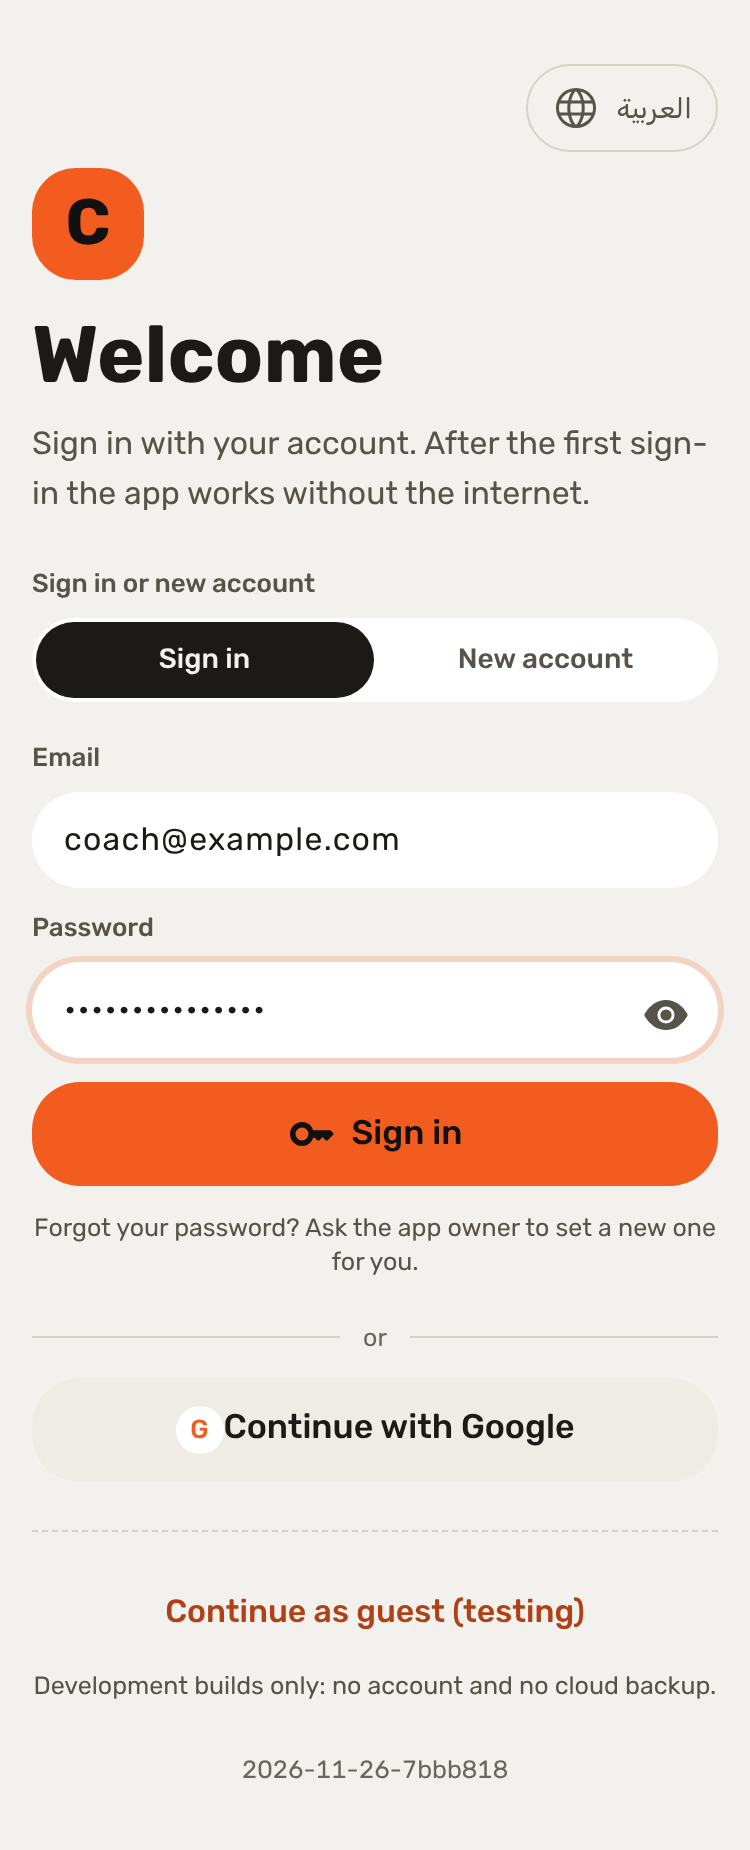 العربية
C
Welcome
Sign in with your account. After the first sign-
in the app works without the internet.
Sign in or new account
Sign in
New account
Email
coach@example.com
Password
•••••••••••••••
Sign in
Forgot your password? Ask the app owner to set a new one
for you.
or
G Continue with Google
Continue as guest (testing)
Development builds only: no account and no cloud backup.
2026-11-26-7bbb818